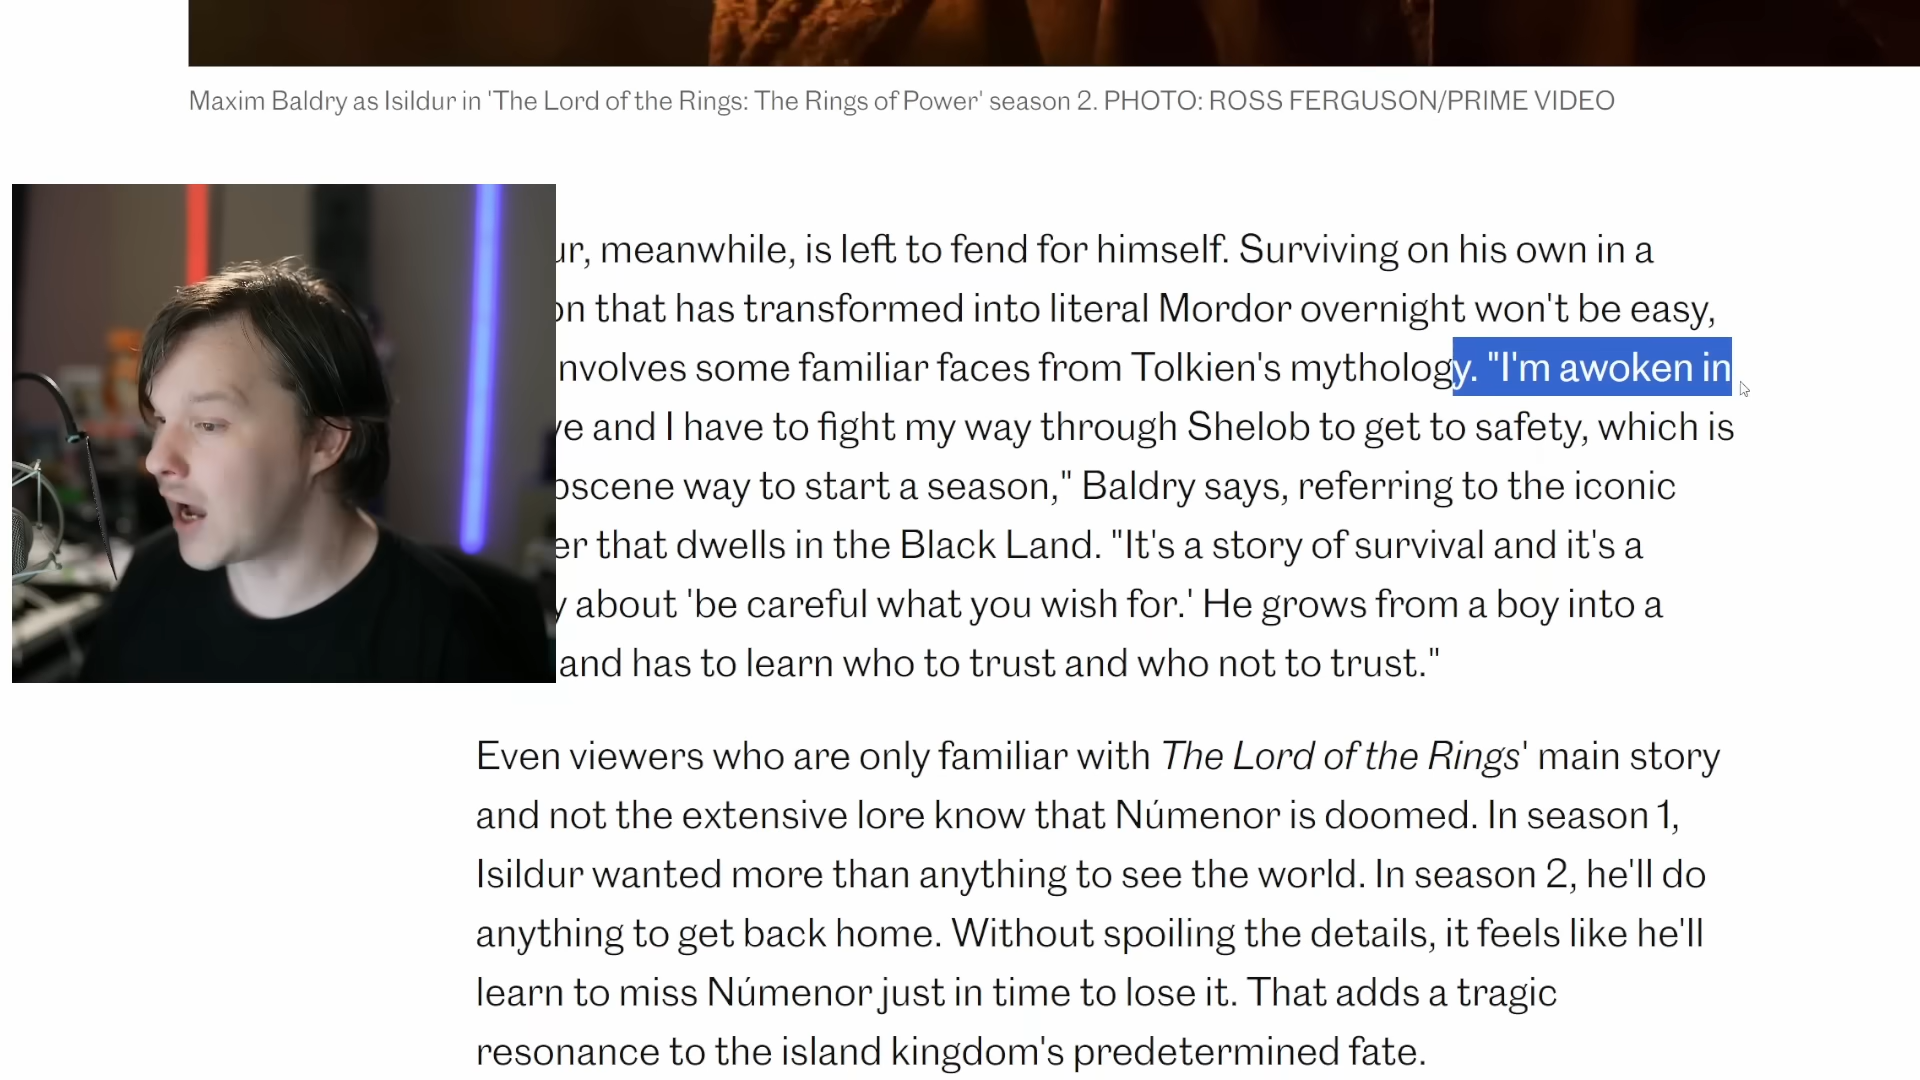 Maxim Baldry as Isildur in 'The Lord of the Rings: The Rings of Power' season 2. PHOTO: ROSS FERGUSON/PRIME VIDEO
ur, meanwhile, is left to fend for himself. Surviving on his own in a
on that has transformed into literal Mordor overnight won't be easy,
nvolves some familiar faces from Tolkien's mythology. "I'm awoken in
ve and I have to fight my way through Shelob to get to safety, which is
bscene way to start a season," Baldry says, referring to the iconic
er that dwells in the Black Land. "It's a story of survival and it's a
y about 'be careful what you wish for.' He grows from a boy into a
and has to learn who to trust and who not to trust."
Even viewers who are only familiar with The Lord of the Rings' main story
and not the extensive lore know that Númenor is doomed. In season 1,
Isildur wanted more than anything to see the world. In season 2, he'll do
anything to get back home. Without spoiling the details, it feels like he'll
learn to miss Númenor just in time to lose it. That adds a tragic
resonance to the island kingdom's predetermined fate.